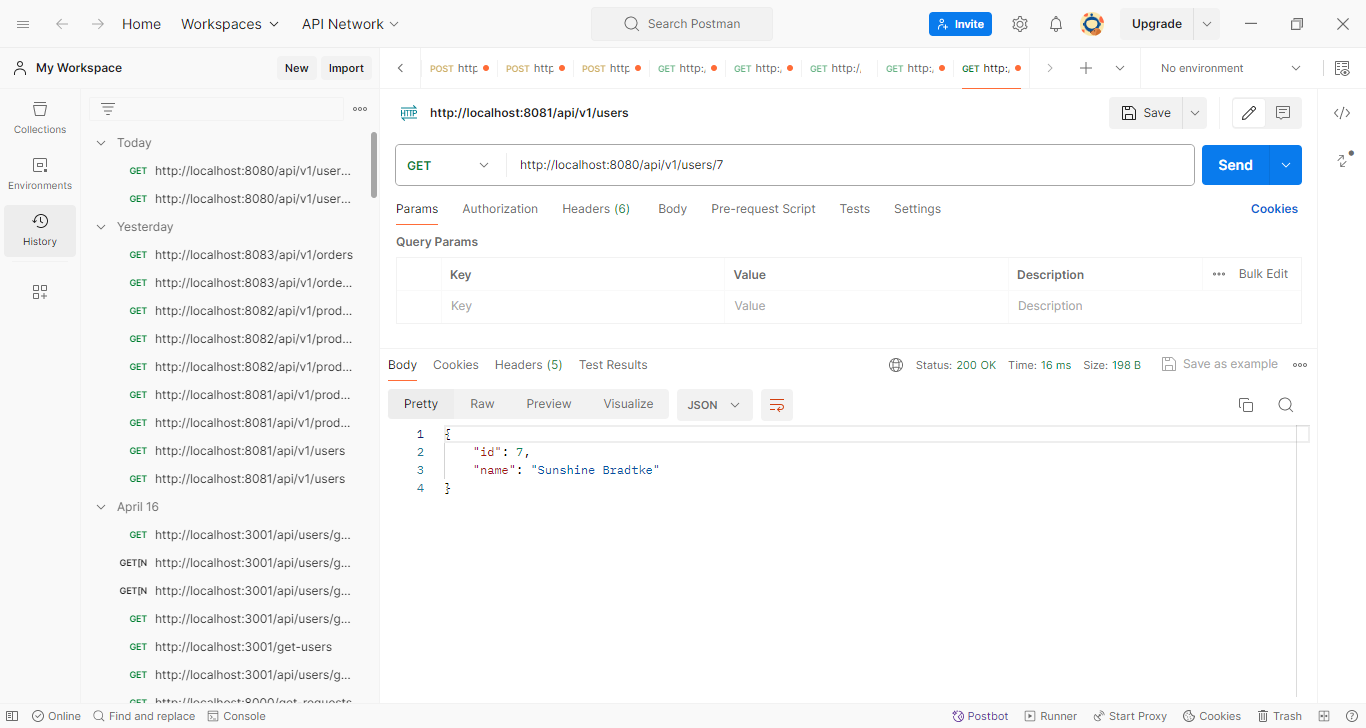 Home Workspaces API Network Search Postman Invite Upgrade
My Workspace New Import POST http POST http POST http GET http:, GET http:, GET http:/, GET http:, GET http:, No environment
Collections
Environments
History
Today
GET http://localhost:8080/api/v1/user...
GET http://localhost:8080/api/v1/user...
Yesterday
GET http://localhost:8083/api/v1/orders
GET http://localhost:8083/api/v1/orde...
GET http://localhost:8082/api/v1/prod...
GET http://localhost:8082/api/v1/prod...
GET http://localhost:8082/api/v1/prod...
GET http://localhost:8081/api/v1/prod...
GET http://localhost:8081/api/v1/prod...
GET http://localhost:8081/api/v1/users
GET http://localhost:8081/api/v1/users
April 16
GET http://localhost:3001/api/users/g...
GET[N http://localhost:3001/api/users/g...
GET[N http://localhost:3001/api/users/g...
GET http://localhost:3001/api/users/g...
GET http://localhost:3001/get-users
GET http://localhost:3001/api/users/g...
GET http://localhost:8000/get-requests
HTTP http://localhost:8081/api/v1/users Save
GET http://localhost:8080/api/v1/users/7 Send
Params Authorization Headers (6) Body Pre-request Script Tests Settings Cookies
Query Params
Key Value Description Bulk Edit
Key Value Description
Body Cookies Headers (5) Test Results Status: 200 OK Time: 16 ms Size: 198 B Save as example
Pretty Raw Preview Visualize JSON
1 {
2 "id": 7,
3 "name": "Sunshine Bradtke"
4 }
Online Find and replace Console Postbot Runner Start Proxy Cookies Trash